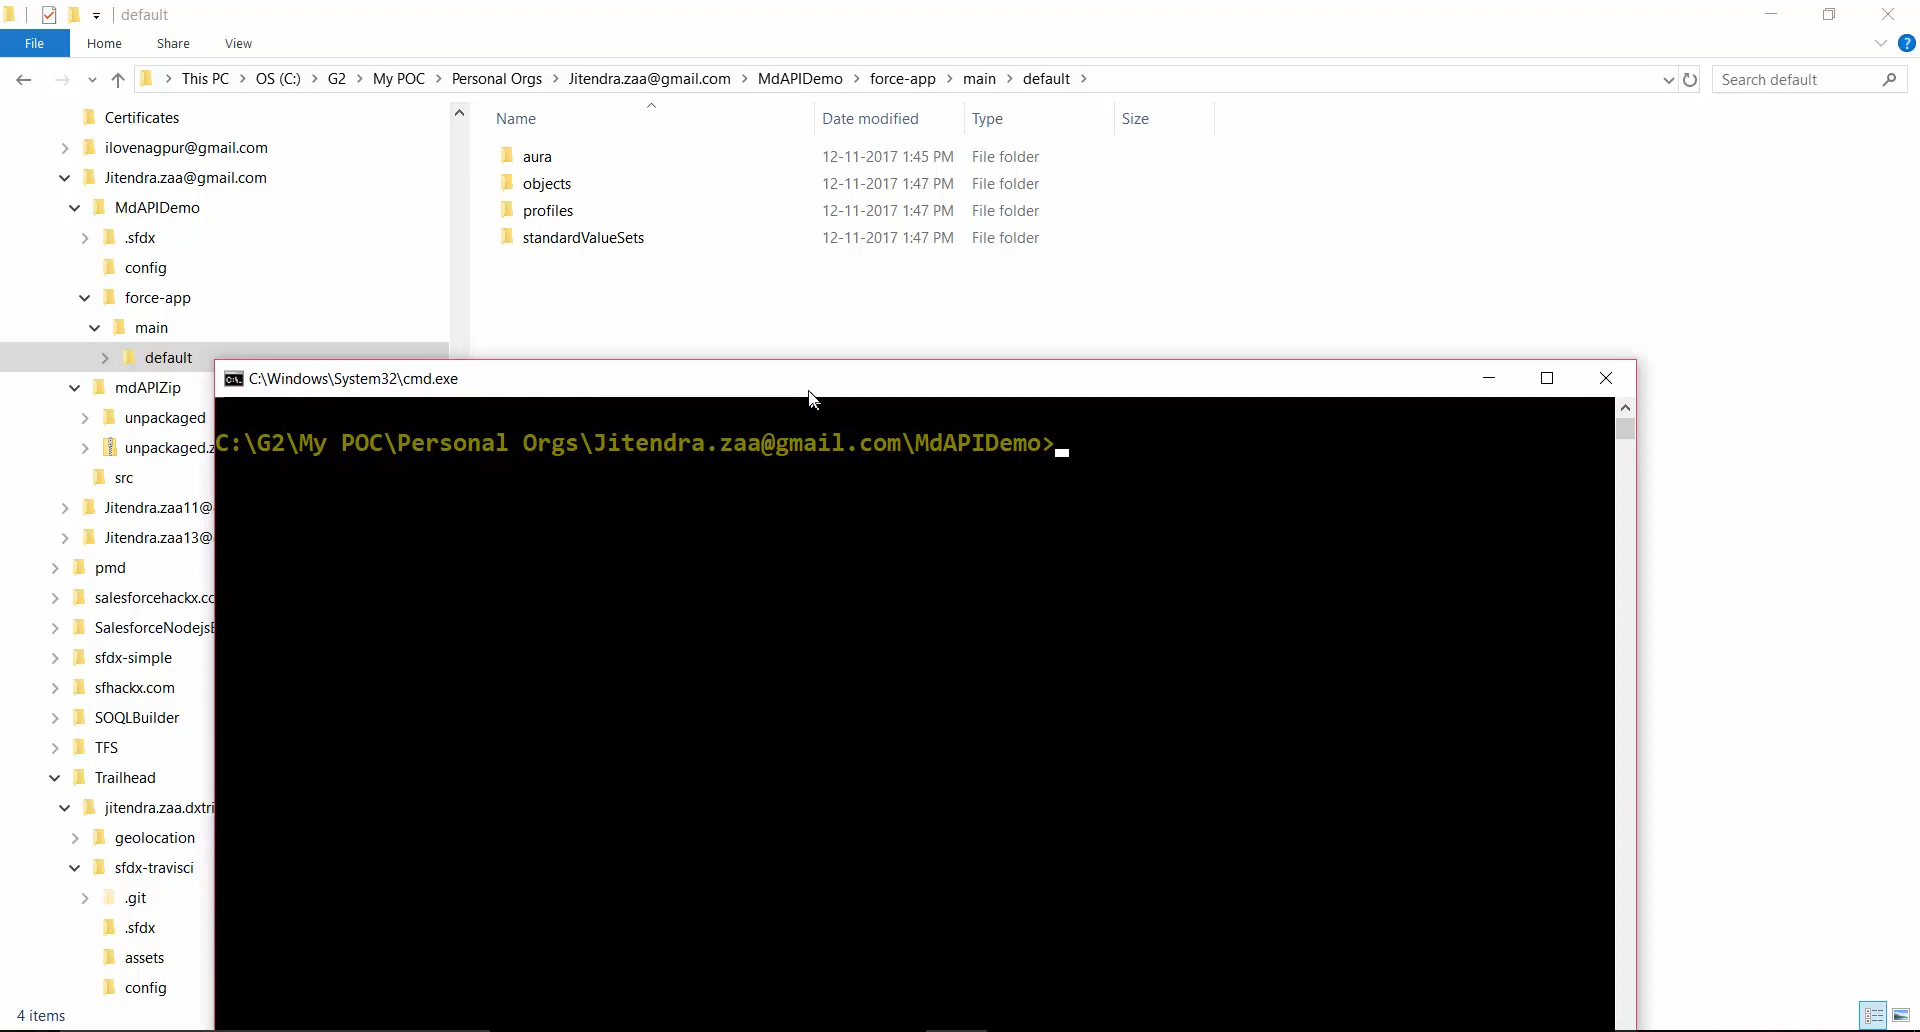 default
File Home Share View
This PC > OS (C:) > G2 > My POC > Personal Orgs > Jitendra.zaa@gmail.com > MdAPIDemo > force-app > main > default >
Search default
Certificates
ilovenagpur@gmail.com
Jitendra.zaa@gmail.com
MdAPIDemo
.sfdx
config
force-app
main
default
mdAPIZip
unpackaged
unpackaged.z
src
Jitendra.zaa11@
Jitendra.zaa13@
pmd
salesforcehackx.cc
SalesforceNodejsE
sfdx-simple
sfhackx.com
SOQLBuilder
TFS
Trailhead
jitendra.zaa.dxtri
geolocation
sfdx-travisci
.git
.sfdx
assets
config
Name Date modified Type Size
aura 12-11-2017 1:45 PM File folder
objects 12-11-2017 1:47 PM File folder
profiles 12-11-2017 1:47 PM File folder
standardValueSets 12-11-2017 1:47 PM File folder
C:\Windows\System32\cmd.exe
C:\G2\My POC\Personal Orgs\Jitendra.zaa@gmail.com\MdAPIDemo>
4 items